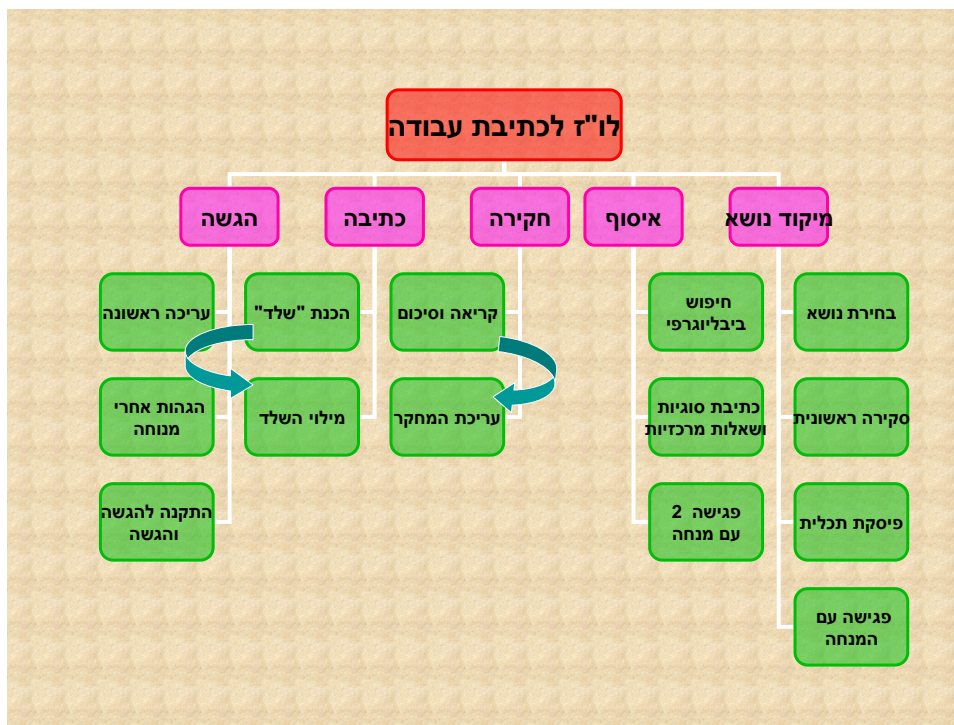 לו"ז לכתיבת עבודה
מיקוד נושא
איסוף
חקירה
כתיבה
הגשה
בחירת נושא
סקירה ראשונית
פיסקת תכלית
פגישה עם
המנחה
חיפוש
ביבליוגרפי
כתיבת סוגיות
ושאלות מרכזיות
פגישה 2
עם מנחה
קריאה וסיכום
עריכת המחקר
הכנת "שלד"
מילוי השלד
עריכה ראשונה
הגהות אחרי
מנוחה
התקנה להגשה
והגשה